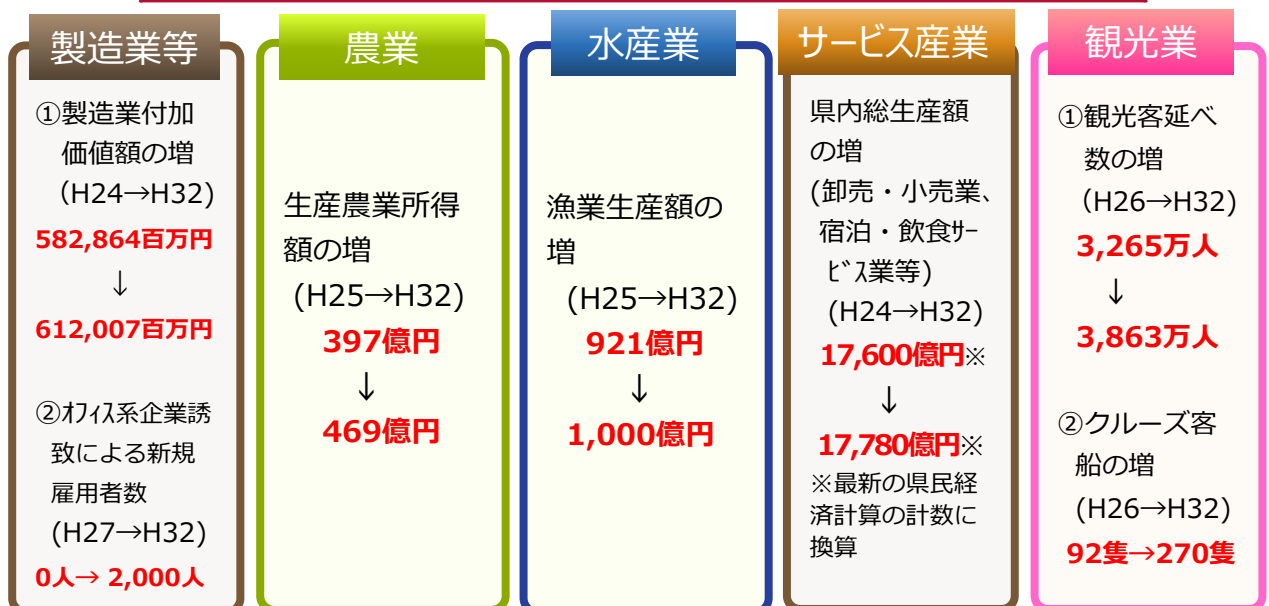 製造業等
①製造業付加
価値額の増
（H24→H32）
582,864百万円
↓
612,007百万円
②ｵﾌｨｽ系企業誘
致による新規
雇用者数
(H27→H32)
0人→ 2,000人
農業
生産農業所得
額の増
(H25→H32)
397億円
↓
469億円
水産業
漁業生産額の
増
(H25→H32)
921億円
↓
1,000億円
サービス産業
県内総生産額
の増
(卸売・小売業、
宿泊・飲食ｻｰ
ﾋﾞｽ業等)
(H24→H32)
17,600億円※
↓
17,780億円※
※最新の県民経
済計算の計数に
換算
観光業
①観光客延べ
数の増
（H26→H32)
3,265万人
↓
3,863万人
②クルーズ客
船の増
(H26→H32)
92隻→270隻